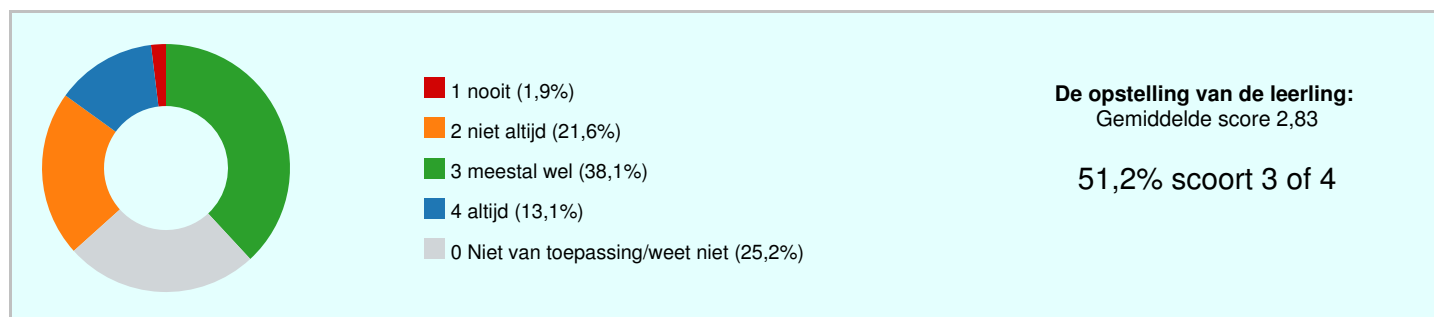 1 nooit (1,9%)
2 niet altijd (21,6%)
3 meestal wel (38,1%)
4 altijd (13,1%)
0 Niet van toepassing/weet niet (25,2%)
De opstelling van de leerling:
Gemiddelde score 2,83
51,2% scoort 3 of 4